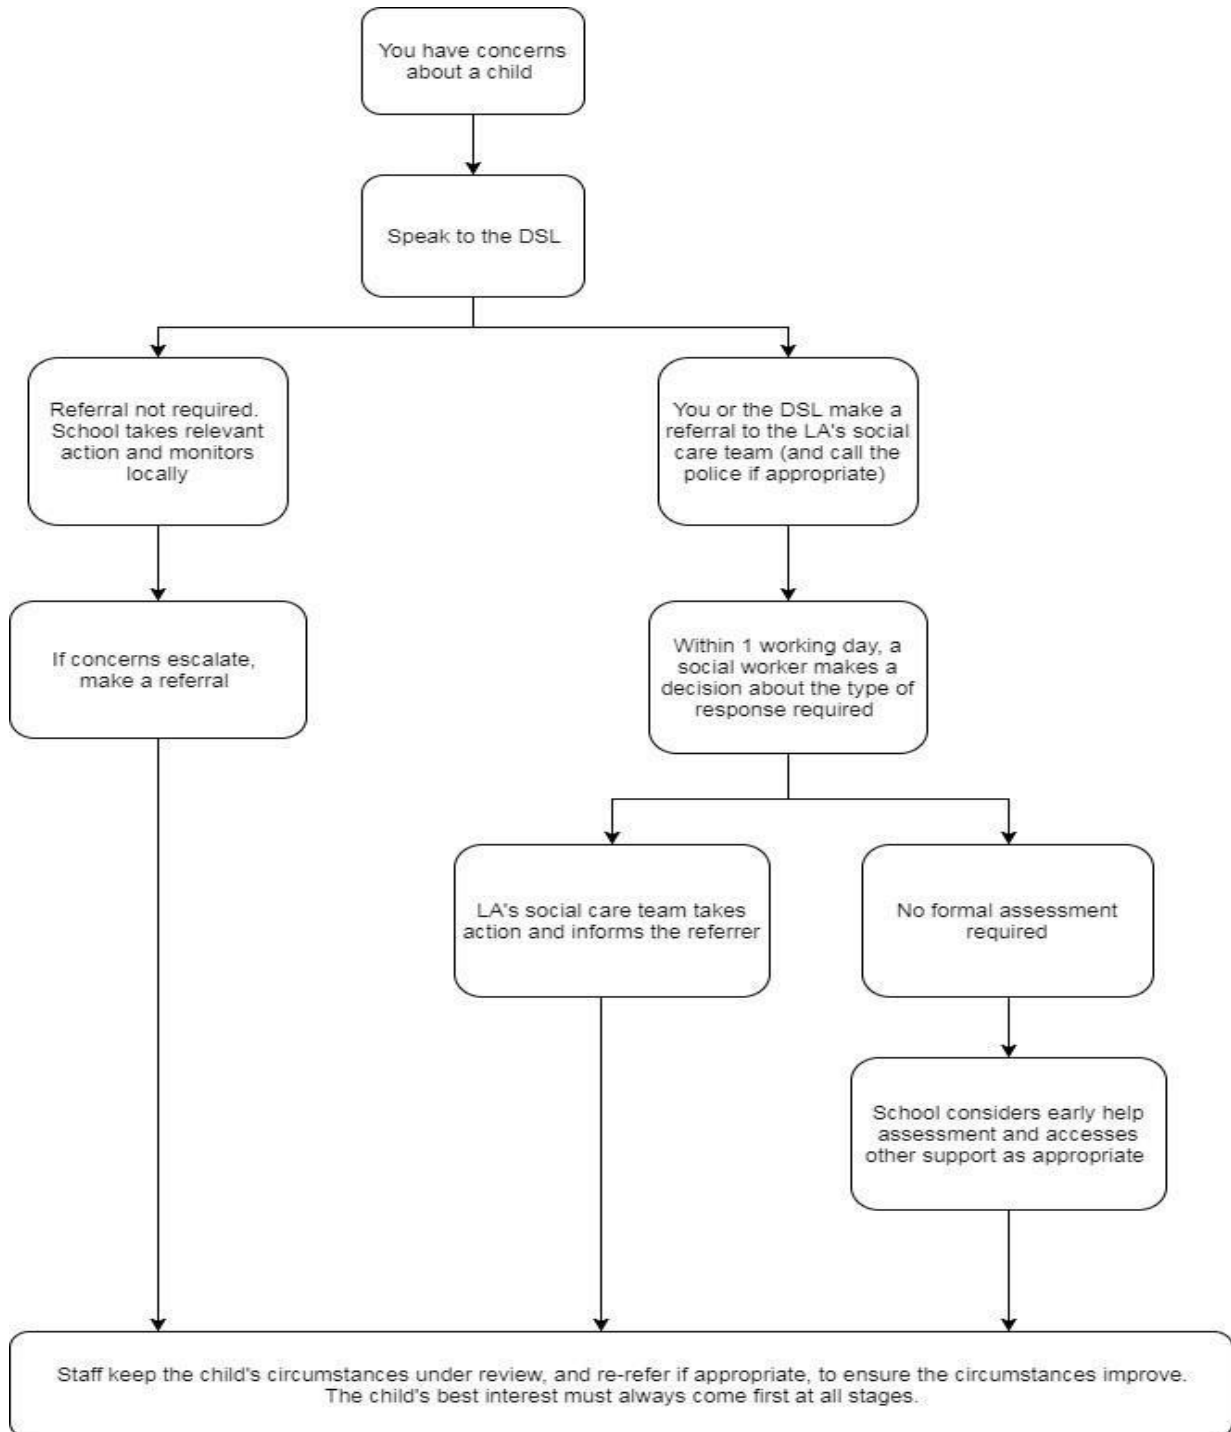 You have concerns
about a child
Speak to the DSL
Referral not required.
School takes relevant
action and monitors
locally
You or the DSL make a
referral to the LA's social
care team (and call the
police if appropriate)
If concerns escalate,
make a referral
Within 1 working day, a
social worker makes a
decision about the type of
response required
LA's social care team takes
action and informs the referrer
No formal assessment
required
School considers early help
assessment and accesses
other support as appropriate
Staff keep the child's circumstances under review, and re-refer if appropriate, to ensure the circumstances improve.
The child's best interest must always come first at all stages.